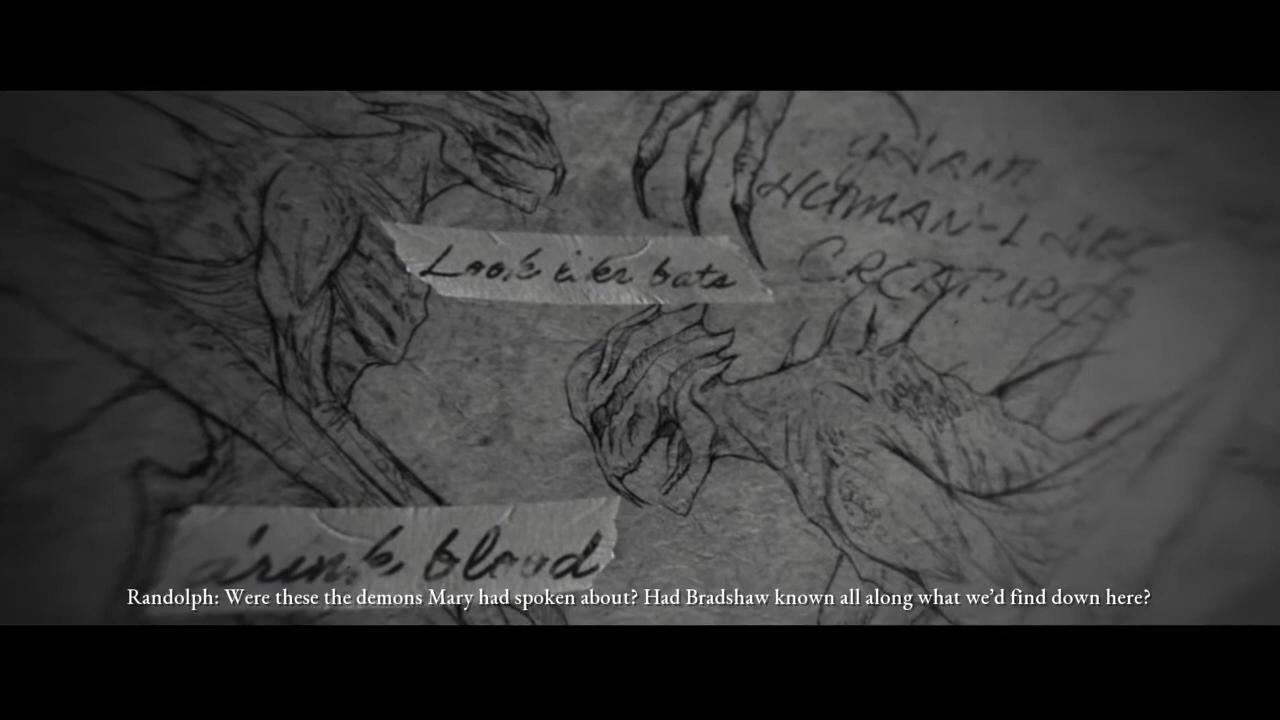 HUMAN-LIKE
CREATURES
Look like bats
drink blood
Randolph: Were these the demons Mary had spoken about? Had Bradshaw known all along what we'd find down here?